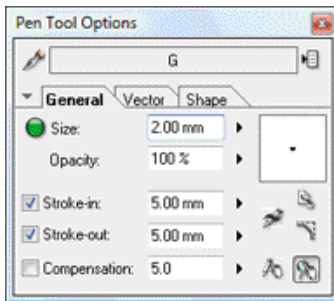 Pen Tool Options
G
General Vector Shape
Size: 2.00 mm
Opacity: 100 %
Stroke-in: 5.00 mm
Stroke-out: 5.00 mm
Compensation: 5.0